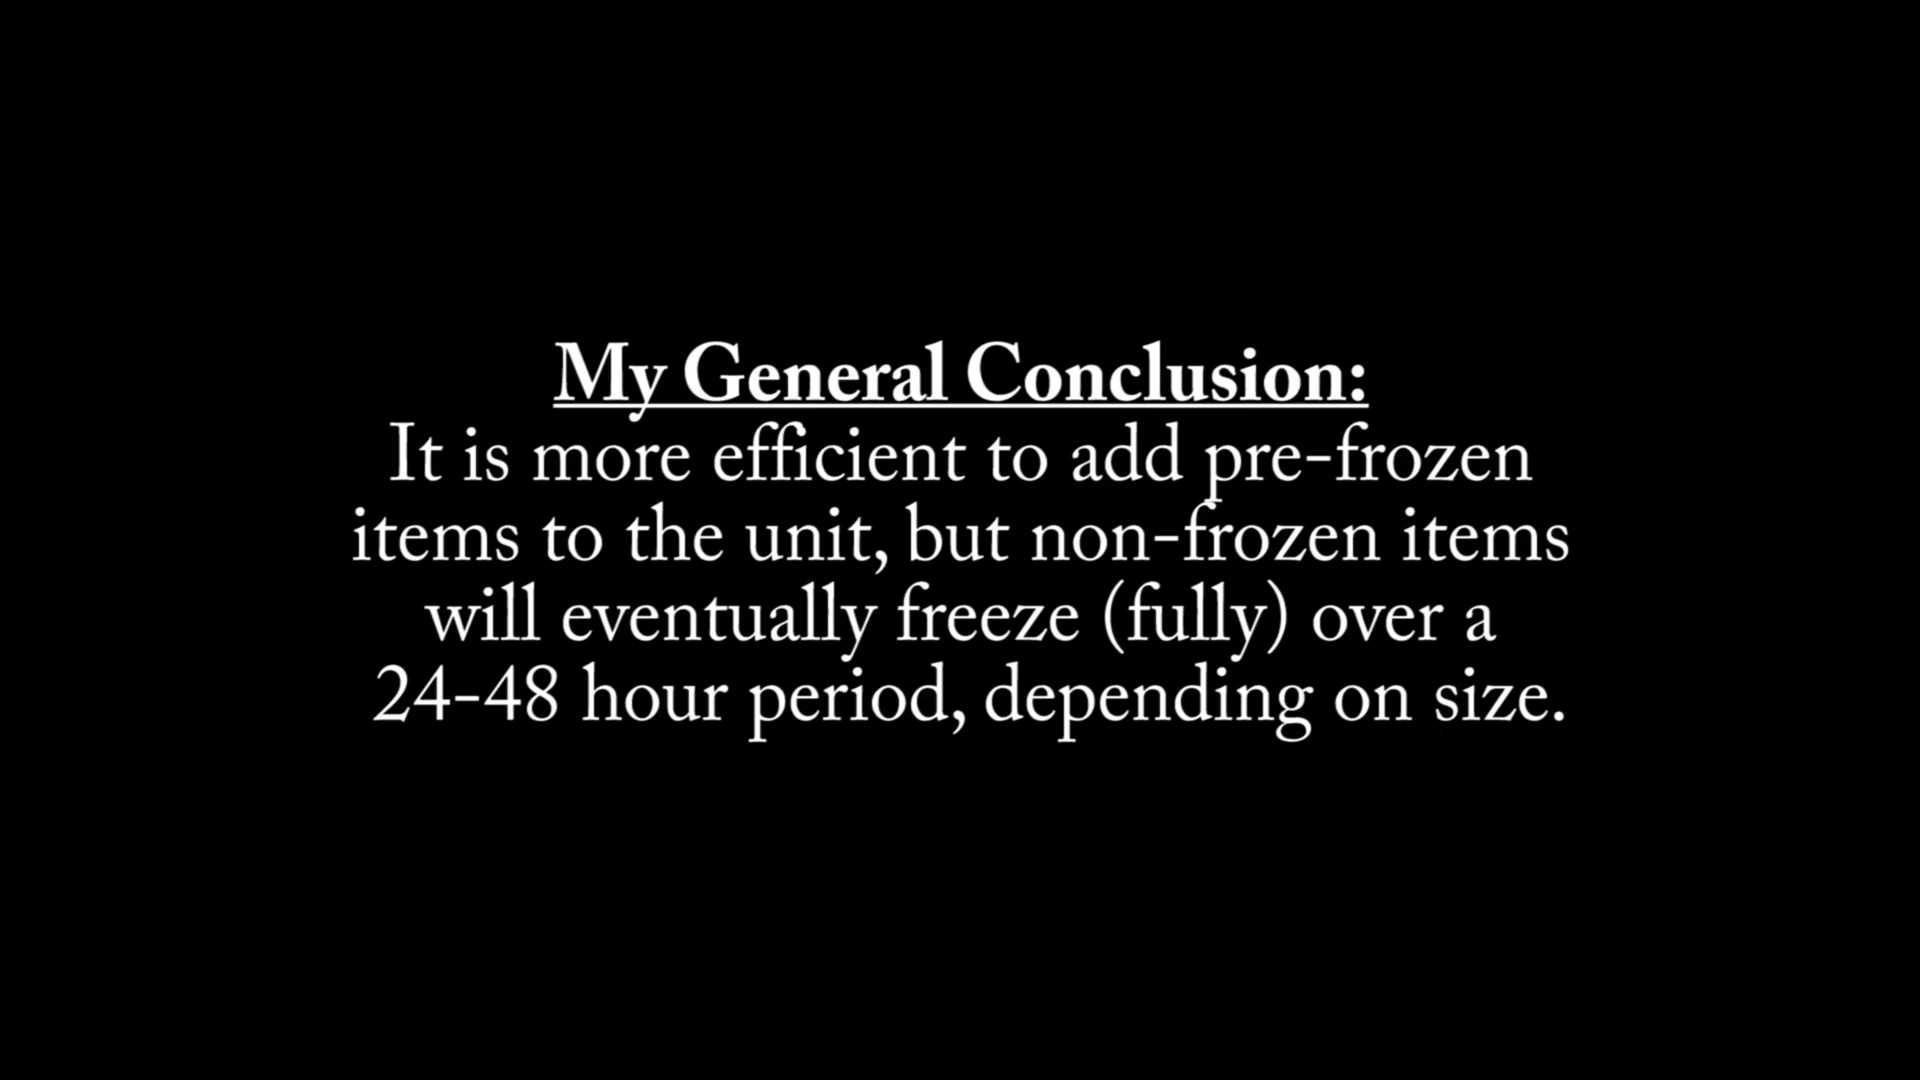 My General Conclusion:
It is more efficient to add pre-frozen
items to the unit, but non-frozen items
will eventually freeze (fully) over a
24-48 hour period, depending on size.